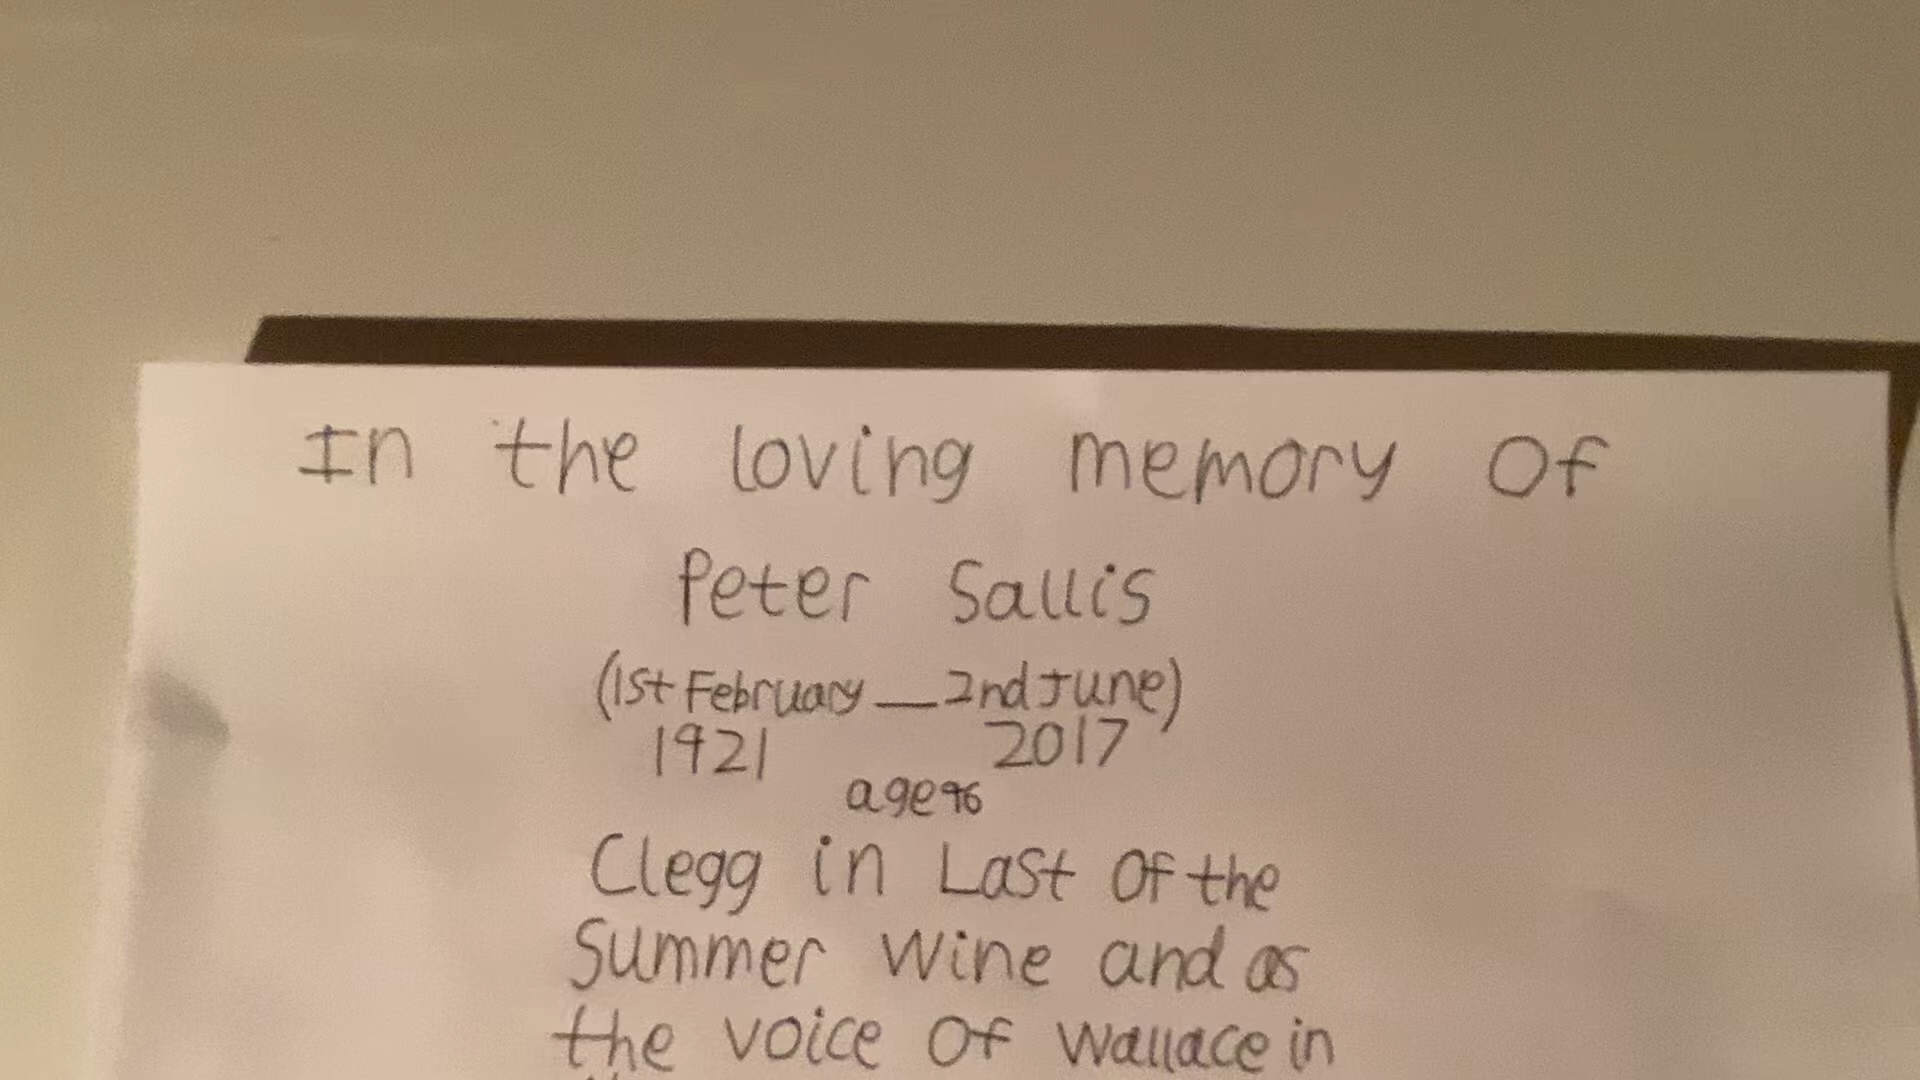 In the loving memory of
Peter Sallis
(1st February — 2nd June)
1921 2017
age 96
Clegg in Last of the
Summer Wine and as
the voice of Wallace in